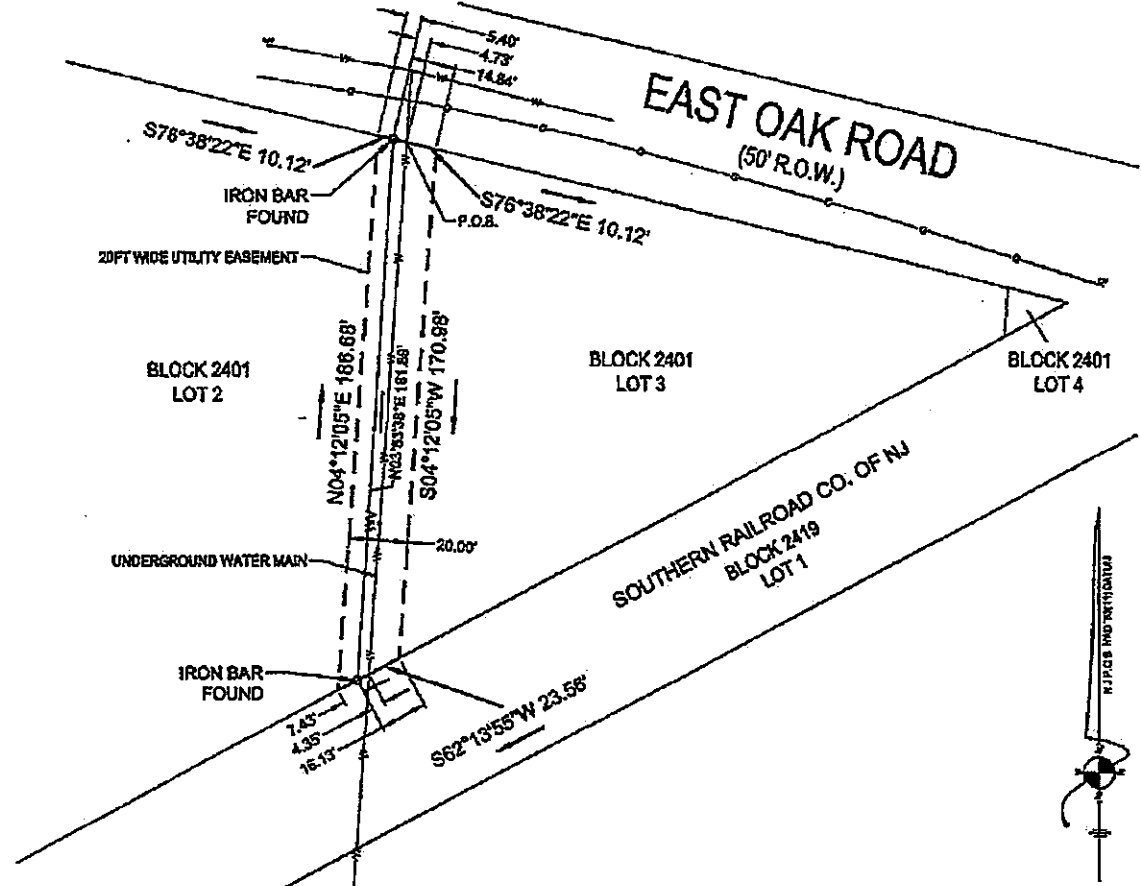 5.40'
4.73'
14.84'
EAST OAK ROAD
(50' R.O.W.)
S76°38'22"E 10.12'
IRON BAR
FOUND
P.O.B.
S76°38'22"E 10.12'
20FT WIDE UTILITY EASEMENT
BLOCK 2401
LOT 2
N04°12'05"E 186.68'
S04°12'05"W 170.98'
BLOCK 2401
LOT 3
BLOCK 2401
LOT 4
20.00'
UNDERGROUND WATER MAIN
SOUTHERN RAILROAD CO. OF NJ
BLOCK 2419
LOT 1
IRON BAR
FOUND
7.43'
4.35'
16.13'
S62°13'55"W 23.56'